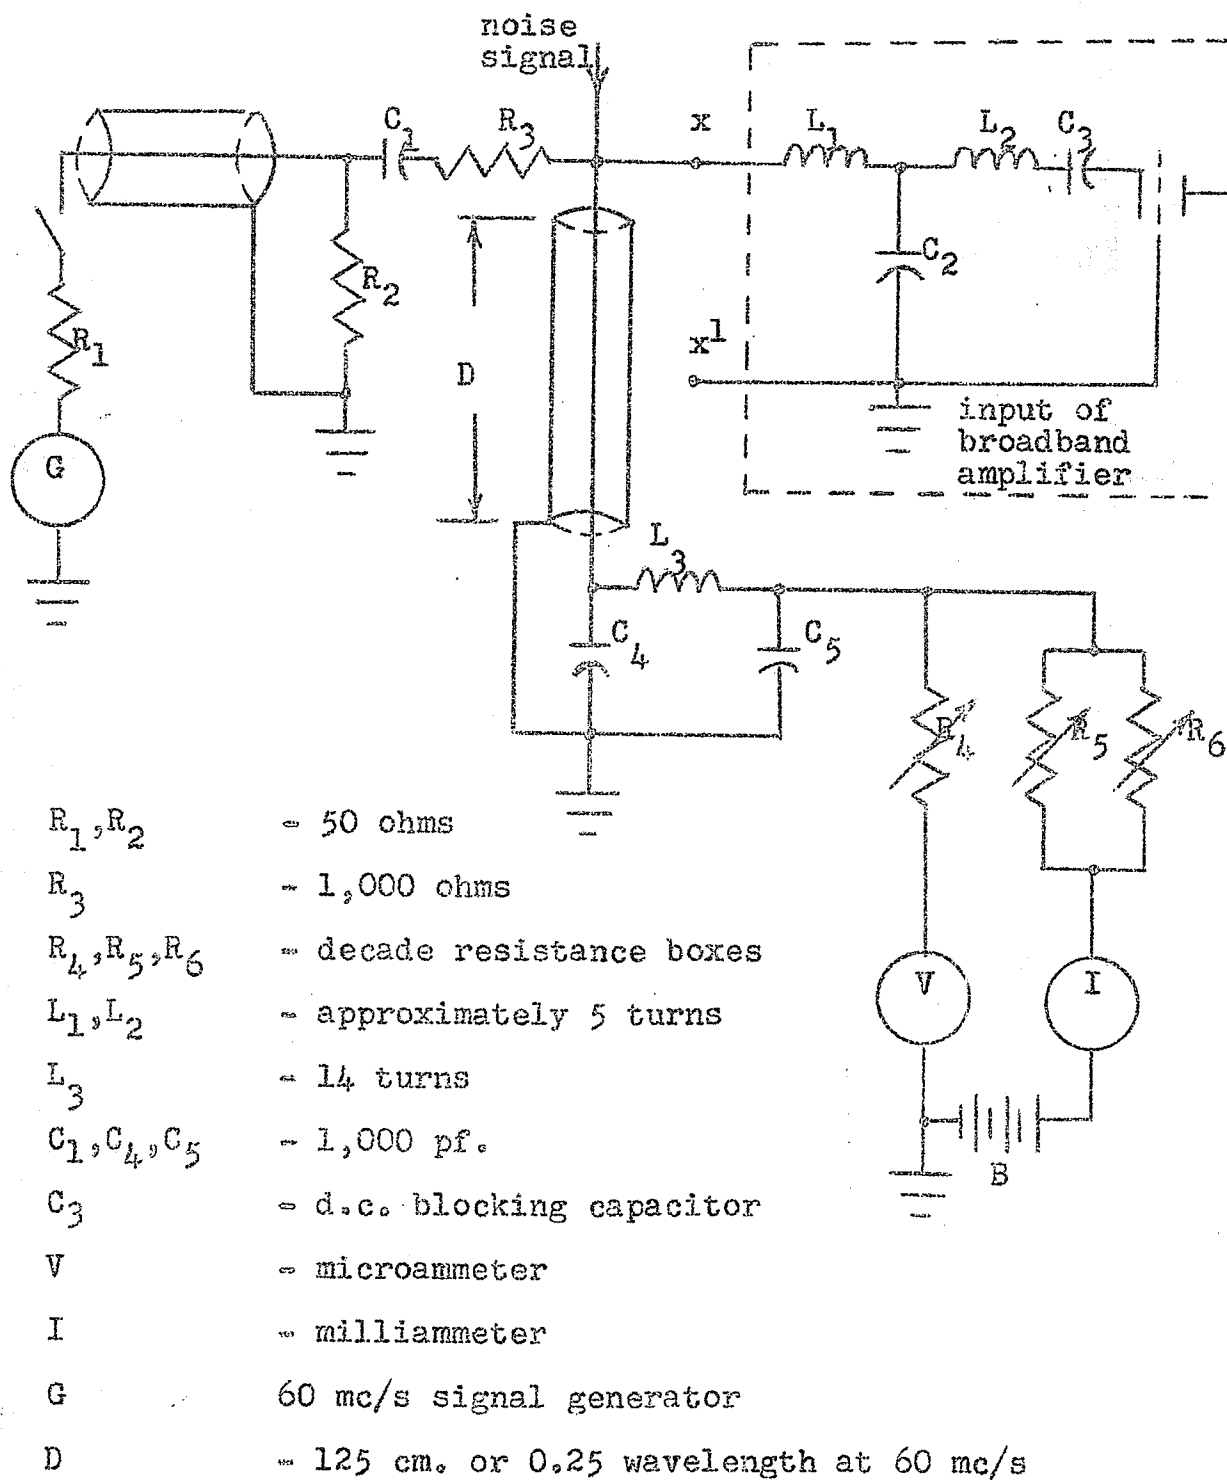 noise
signal
C1
R3
x
L1
L2
C3
R2
C2
R1
x1
D
G
input of
broadband
amplifier
L3
C4
C5
R4
R5
R6
V
I
B
R1,R2 - 50 ohms
R3 - 1,000 ohms
R4,R5,R6 - decade resistance boxes
L1,L2 - approximately 5 turns
L3 - 14 turns
C1,C4,C5 - 1,000 pf.
C3 - d.c. blocking capacitor
V - microammeter
I - milliammeter
G 60 mc/s signal generator
D - 125 cm. or 0.25 wavelength at 60 mc/s